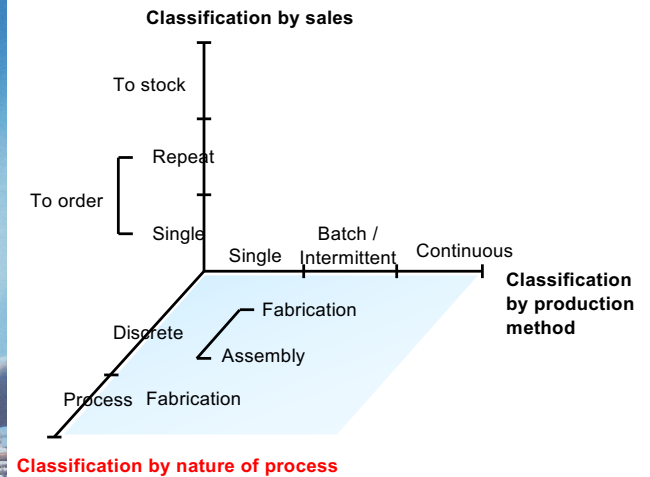 Classification by sales
To stock
Repeat
To order
Single
Single
Batch /
Intermittent
Continuous
Classification
by production
method
Fabrication
Discrete
Assembly
Process
Fabrication
Classification by nature of process